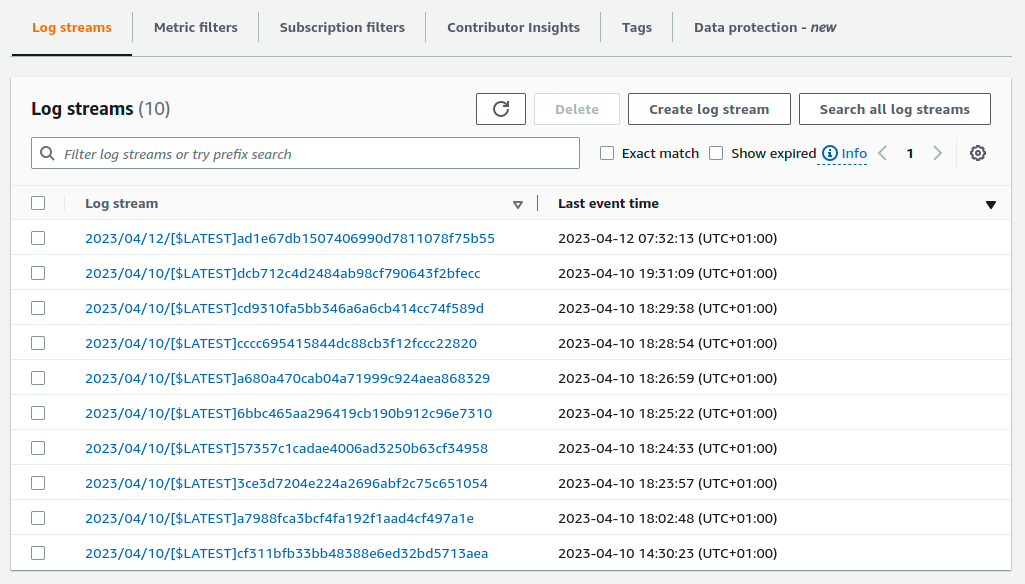 Log streams Metric filters Subscription filters Contributor Insights Tags Data protection - new
Log streams (10) Delete Create log stream Search all log streams
Filter log streams or try prefix search Exact match Show expired Info 1
Log stream Last event time
2023/04/12/[$LATEST]ad1e67db1507406990d7811078f75b55 2023-04-12 07:32:13 (UTC+01:00)
2023/04/10/[$LATEST]dcb712c4d2484ab98cf790643f2bfecc 2023-04-10 19:31:09 (UTC+01:00)
2023/04/10/[$LATEST]cd9310fa5bb346a6a6cb414cc74f589d 2023-04-10 18:29:38 (UTC+01:00)
2023/04/10/[$LATEST]cccc695415844dc88cb3f12fccc22820 2023-04-10 18:28:54 (UTC+01:00)
2023/04/10/[$LATEST]a680a470cab04a71999c924aea868329 2023-04-10 18:26:59 (UTC+01:00)
2023/04/10/[$LATEST]6bbc465aa296419cb190b912c96e7310 2023-04-10 18:25:22 (UTC+01:00)
2023/04/10/[$LATEST]57357c1cadae4006ad3250b63cf34958 2023-04-10 18:24:33 (UTC+01:00)
2023/04/10/[$LATEST]3ce3d7204e224a2696abf2c75c651054 2023-04-10 18:23:57 (UTC+01:00)
2023/04/10/[$LATEST]a7988fca3bcf4fa192f1aad4cf497a1e 2023-04-10 18:02:48 (UTC+01:00)
2023/04/10/[$LATEST]cf311bfb33bb48388e6ed32bd5713aea 2023-04-10 14:30:23 (UTC+01:00)